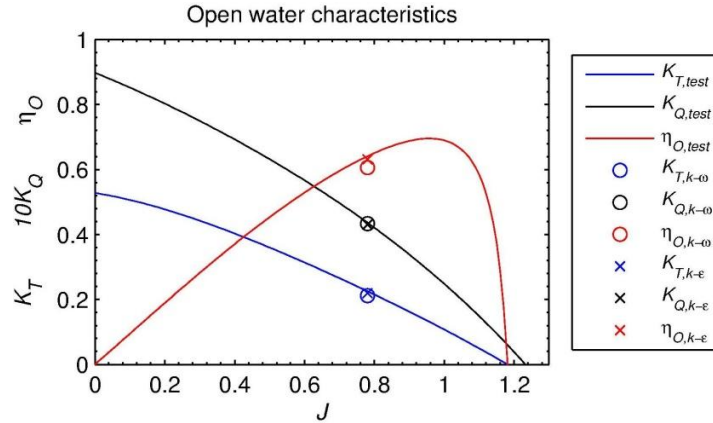 Open water characteristics
K_T 10K_Q η_O
1
0.8
0.6
0.4
0.2
0
0 0.2 0.4 0.6 0.8 1 1.2
J
K_T,test
K_Q,test
η_O,test
K_T,k-ω
K_Q,k-ω
η_O,k-ω
K_T,k-ε
K_Q,k-ε
η_O,k-ε